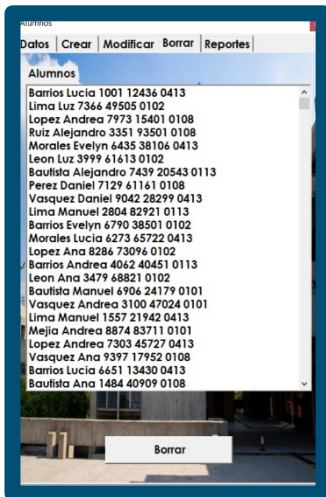 Alumnos
Datos Crear Modificar Borrar Reportes
Alumnos
Barrios Lucia 1001 12436 0413
Lima Luz 7366 49505 0102
Lopez Andrea 7973 15401 0108
Ruiz Alejandro 3351 93501 0108
Morales Evelyn 6435 38106 0413
Leon Luz 3999 61613 0102
Bautista Alejandro 7439 20543 0113
Perez Daniel 7129 61161 0108
Vasquez Daniel 9042 28299 0413
Lima Manuel 2804 82921 0113
Barrios Evelyn 6790 38501 0102
Morales Lucia 6273 65722 0413
Lopez Ana 8286 73096 0102
Barrios Andrea 4062 40451 0113
Leon Ana 3479 68821 0102
Bautista Manuel 6906 24179 0101
Vasquez Andrea 3100 47024 0101
Lima Manuel 1557 21942 0413
Mejia Andrea 8874 83711 0101
Lopez Andrea 7303 45727 0413
Vasquez Ana 9397 17952 0108
Barrios Lucia 6651 13430 0413
Bautista Ana 1484 40909 0108
Borrar